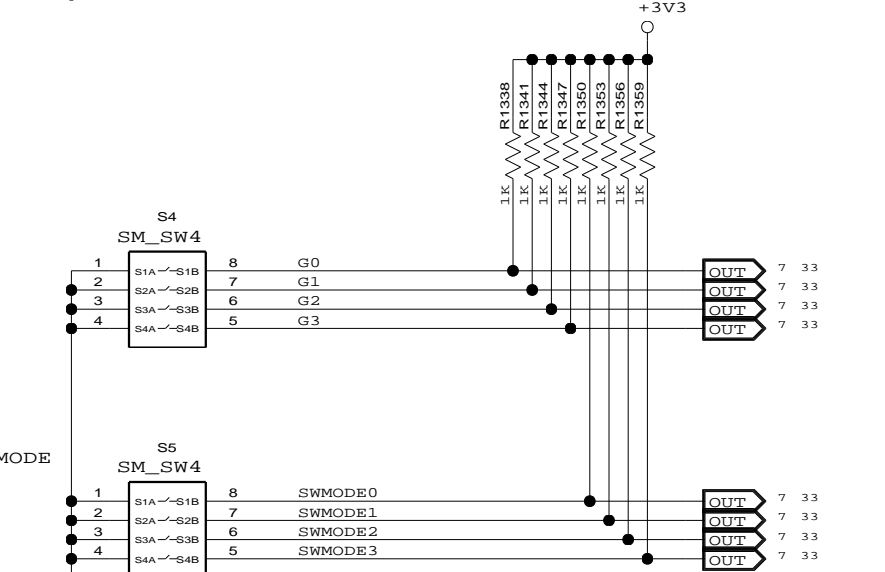 +3V3
R1338 R1341 R1344 R1347 R1350 R1353 R1356 R1359
1K 1K 1K 1K 1K 1K 1K 1K
S4
SM_SW4
1 S1A S1B 8 G0 OUT 7 33
2 S2A S2B 7 G1 OUT 7 33
3 S3A S3B 6 G2 OUT 7 33
4 S4A S4B 5 G3 OUT 7 33
MODE
S5
SM_SW4
1 S1A S1B 8 SWMODE0 OUT 7 33
2 S2A S2B 7 SWMODE1 OUT 7 33
3 S3A S3B 6 SWMODE2 OUT 7 33
4 S4A S4B 5 SWMODE3 OUT 7 33